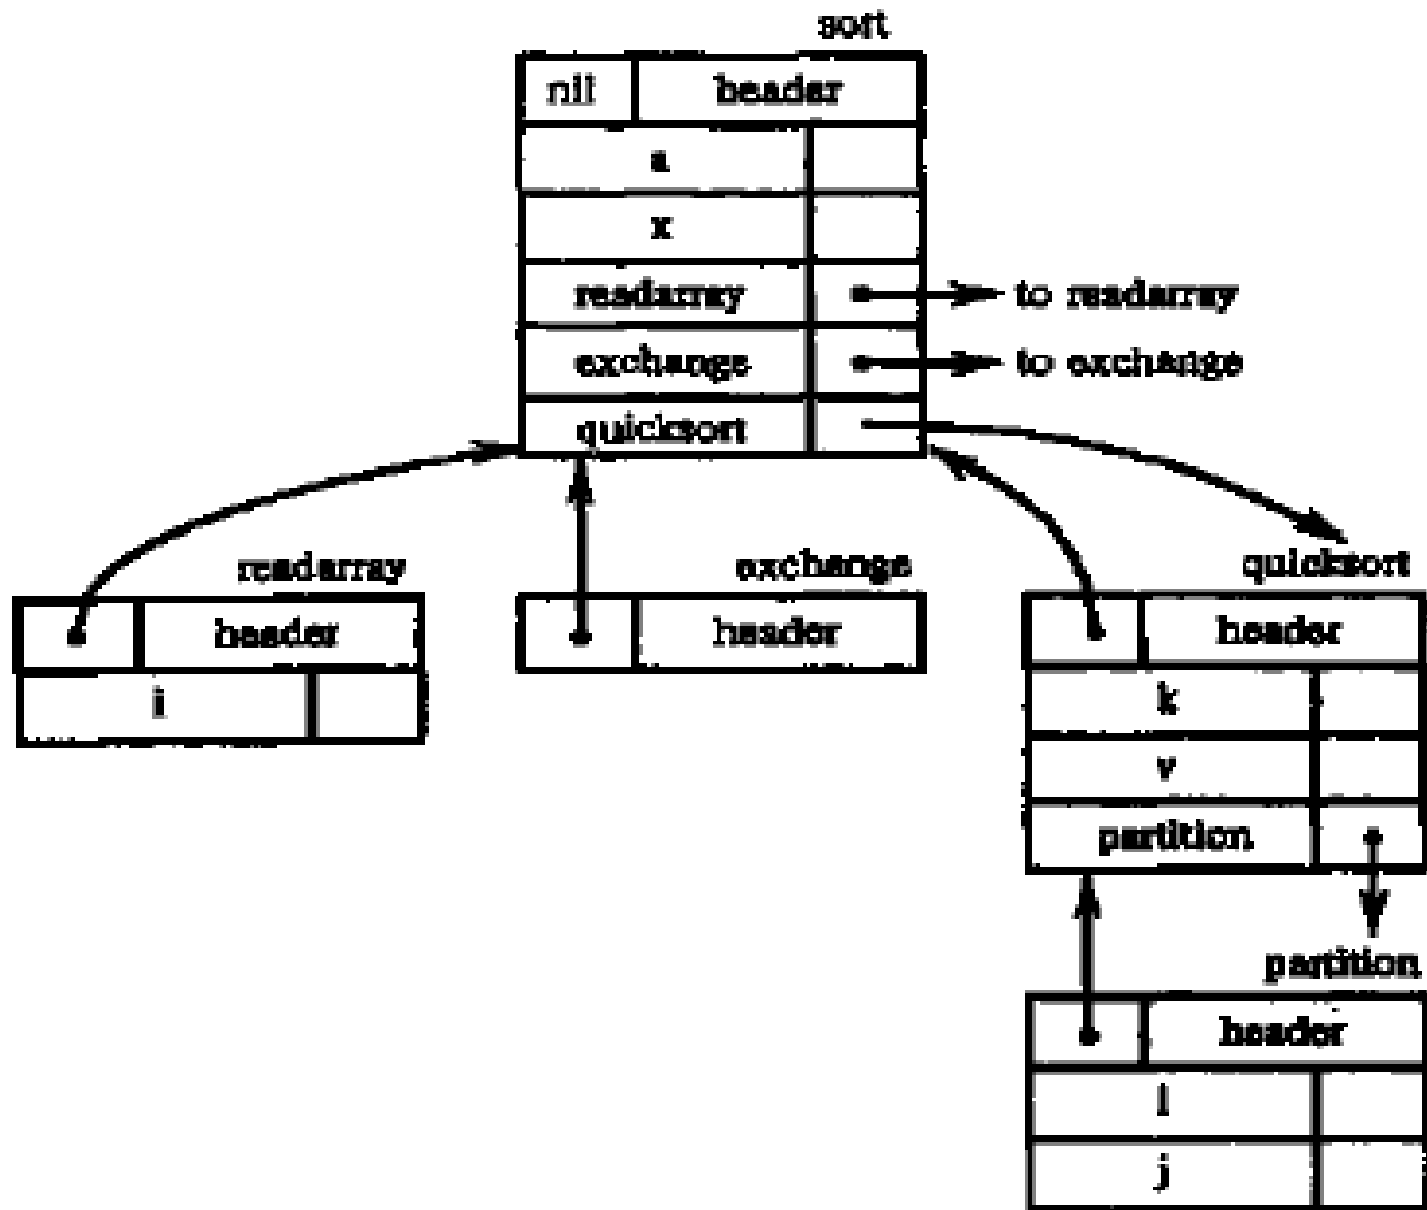 sort
nil header
a
x
readarray to readarray
exchange to exchange
quicksort
readarray exchange quicksort
header header header
i k
v
partition
partition
header
i
j